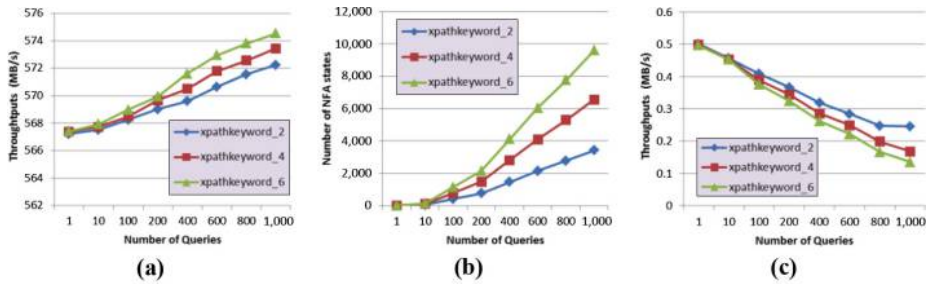 Throughtputs (MB/s)
576
574
572
570
568
566
564
562
xpathkeyword_2
xpathkeyword_4
xpathkeyword_6
1 10 100 200 400 600 800 1,000
Number of Queries
(a)
Number of NFA states
12,000
10,000
8,000
6,000
4,000
2,000
0
xpathkeyword_2
xpathkeyword_4
xpathkeyword_6
1 10 100 200 400 600 800 1,000
Number of Queries
(b)
Throughputs (MB/s)
0.6
0.5
0.4
0.3
0.2
0.1
0
xpathkeyword_2
xpathkeyword_4
xpathkeyword_6
1 10 100 200 400 600 800 1,000
Number of Queries
(c)